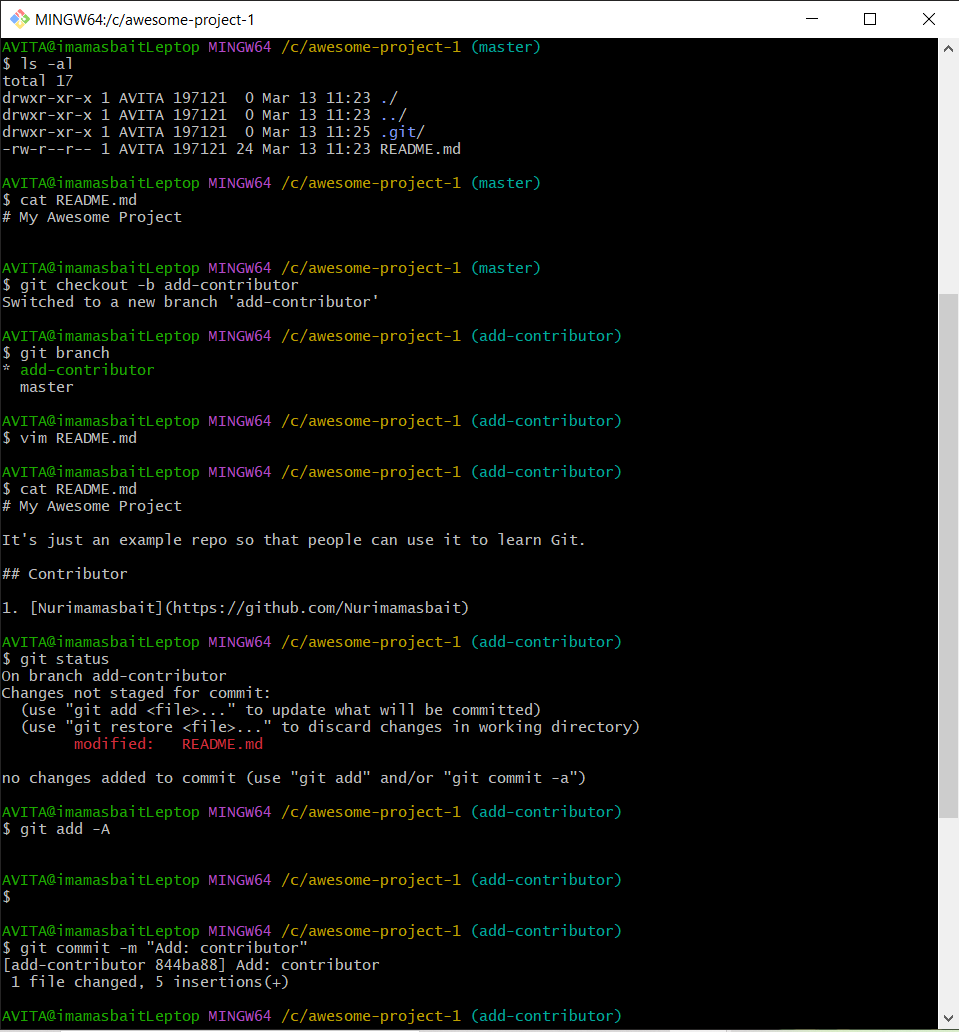 MINGW64:/c/awesome-project-1
AVITA@imamasbaitLeptop MINGW64 /c/awesome-project-1 (master)
$ ls -al
total 17
drwxr-xr-x 1 AVITA 197121  0 Mar 13 11:23 ./
drwxr-xr-x 1 AVITA 197121  0 Mar 13 11:23 ../
drwxr-xr-x 1 AVITA 197121  0 Mar 13 11:25 .git/
-rw-r--r-- 1 AVITA 197121 24 Mar 13 11:23 README.md
AVITA@imamasbaitLeptop MINGW64 /c/awesome-project-1 (master)
$ cat README.md
# My Awesome Project
AVITA@imamasbaitLeptop MINGW64 /c/awesome-project-1 (master)
$ git checkout -b add-contributor
Switched to a new branch 'add-contributor'
AVITA@imamasbaitLeptop MINGW64 /c/awesome-project-1 (add-contributor)
$ git branch
* add-contributor
  master
AVITA@imamasbaitLeptop MINGW64 /c/awesome-project-1 (add-contributor)
$ vim README.md
AVITA@imamasbaitLeptop MINGW64 /c/awesome-project-1 (add-contributor)
$ cat README.md
# My Awesome Project
It's just an example repo so that people can use it to learn Git.
## Contributor
1. [Nurimamasbait](https://github.com/Nurimamasbait)
AVITA@imamasbaitLeptop MINGW64 /c/awesome-project-1 (add-contributor)
$ git status
On branch add-contributor
Changes not staged for commit:
  (use "git add <file>..." to update what will be committed)
  (use "git restore <file>..." to discard changes in working directory)
        modified:   README.md
no changes added to commit (use "git add" and/or "git commit -a")
AVITA@imamasbaitLeptop MINGW64 /c/awesome-project-1 (add-contributor)
$ git add -A
AVITA@imamasbaitLeptop MINGW64 /c/awesome-project-1 (add-contributor)
$
AVITA@imamasbaitLeptop MINGW64 /c/awesome-project-1 (add-contributor)
$ git commit -m "Add: contributor"
[add-contributor 844ba88] Add: contributor
 1 file changed, 5 insertions(+)
AVITA@imamasbaitLeptop MINGW64 /c/awesome-project-1 (add-contributor)